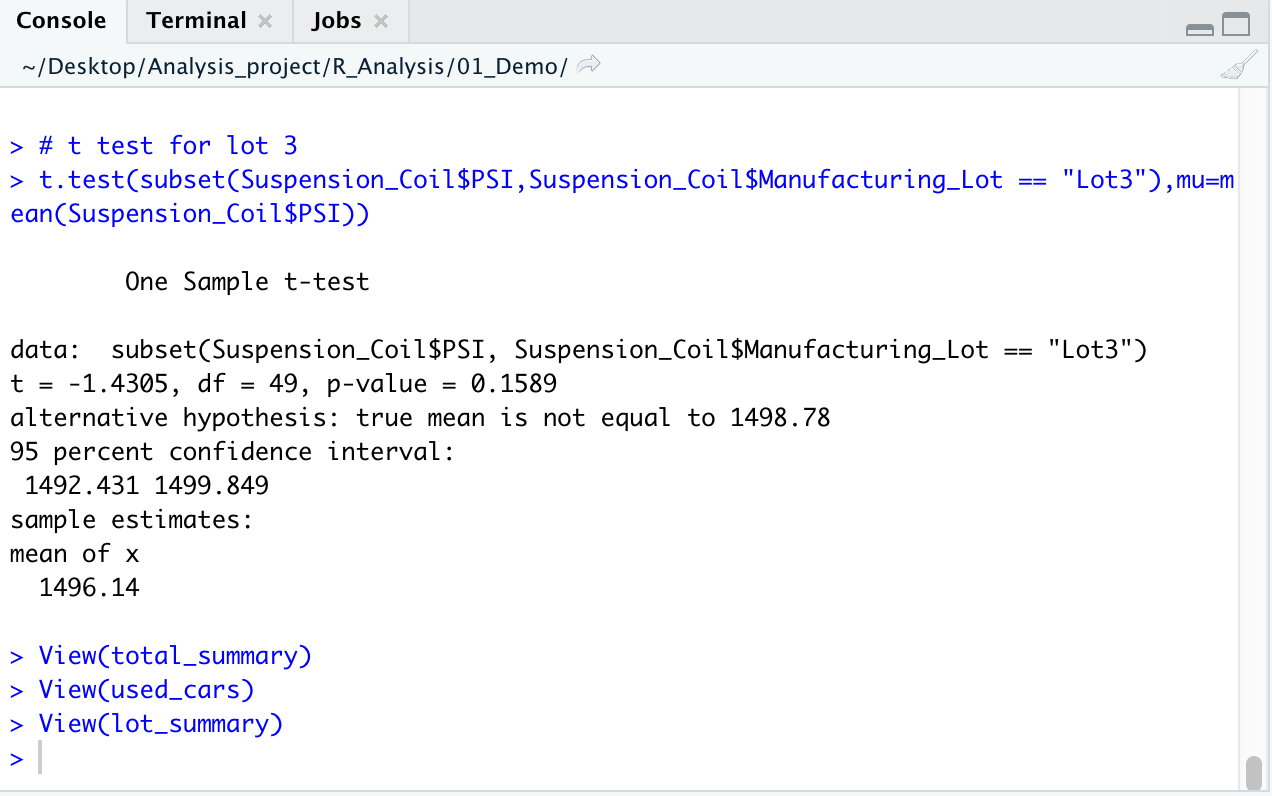 Console Terminal × Jobs ×
~/Desktop/Analysis_project/R_Analysis/01_Demo/
> # t test for lot 3
> t.test(subset(Suspension_Coil$PSI,Suspension_Coil$Manufacturing_Lot == "Lot3"),mu=m
ean(Suspension_Coil$PSI))
One Sample t-test
data:  subset(Suspension_Coil$PSI, Suspension_Coil$Manufacturing_Lot == "Lot3")
t = -1.4305, df = 49, p-value = 0.1589
alternative hypothesis: true mean is not equal to 1498.78
95 percent confidence interval:
1492.431 1499.849
sample estimates:
mean of x
1496.14
> View(total_summary)
> View(used_cars)
> View(lot_summary)
>